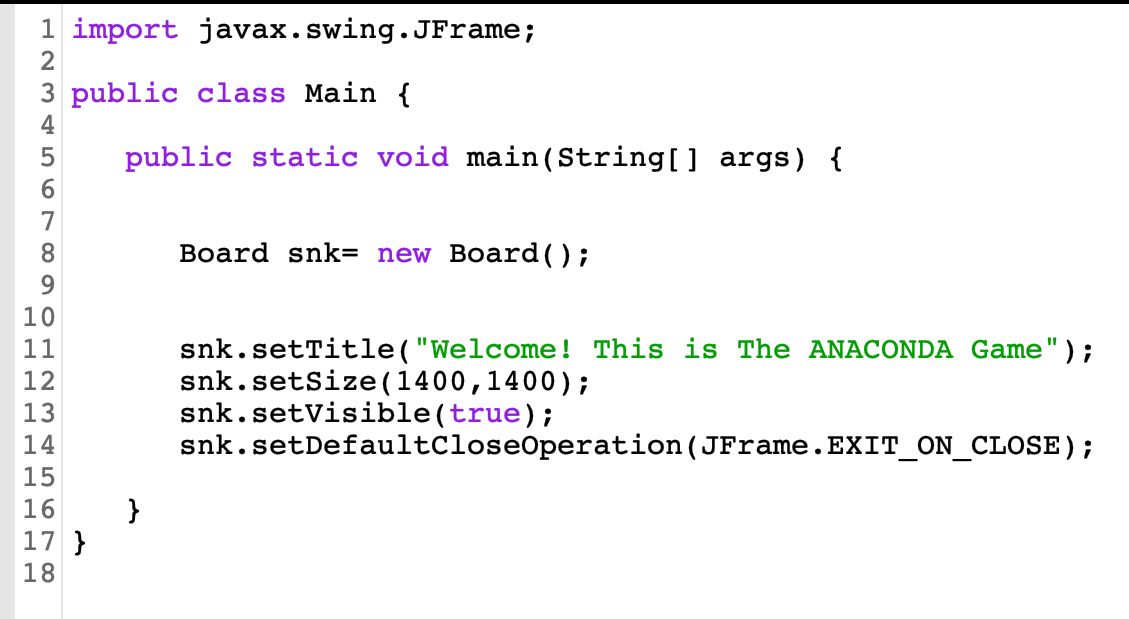 1 import javax.swing.JFrame;
2
3 public class Main {
4
5    public static void main(String[] args) {
6
7
8       Board snk= new Board();
9
10
11       snk.setTitle("Welcome! This is The ANACONDA Game");
12       snk.setSize(1400,1400);
13       snk.setVisible(true);
14       snk.setDefaultCloseOperation(JFrame.EXIT_ON_CLOSE);
15
16    }
17 }
18